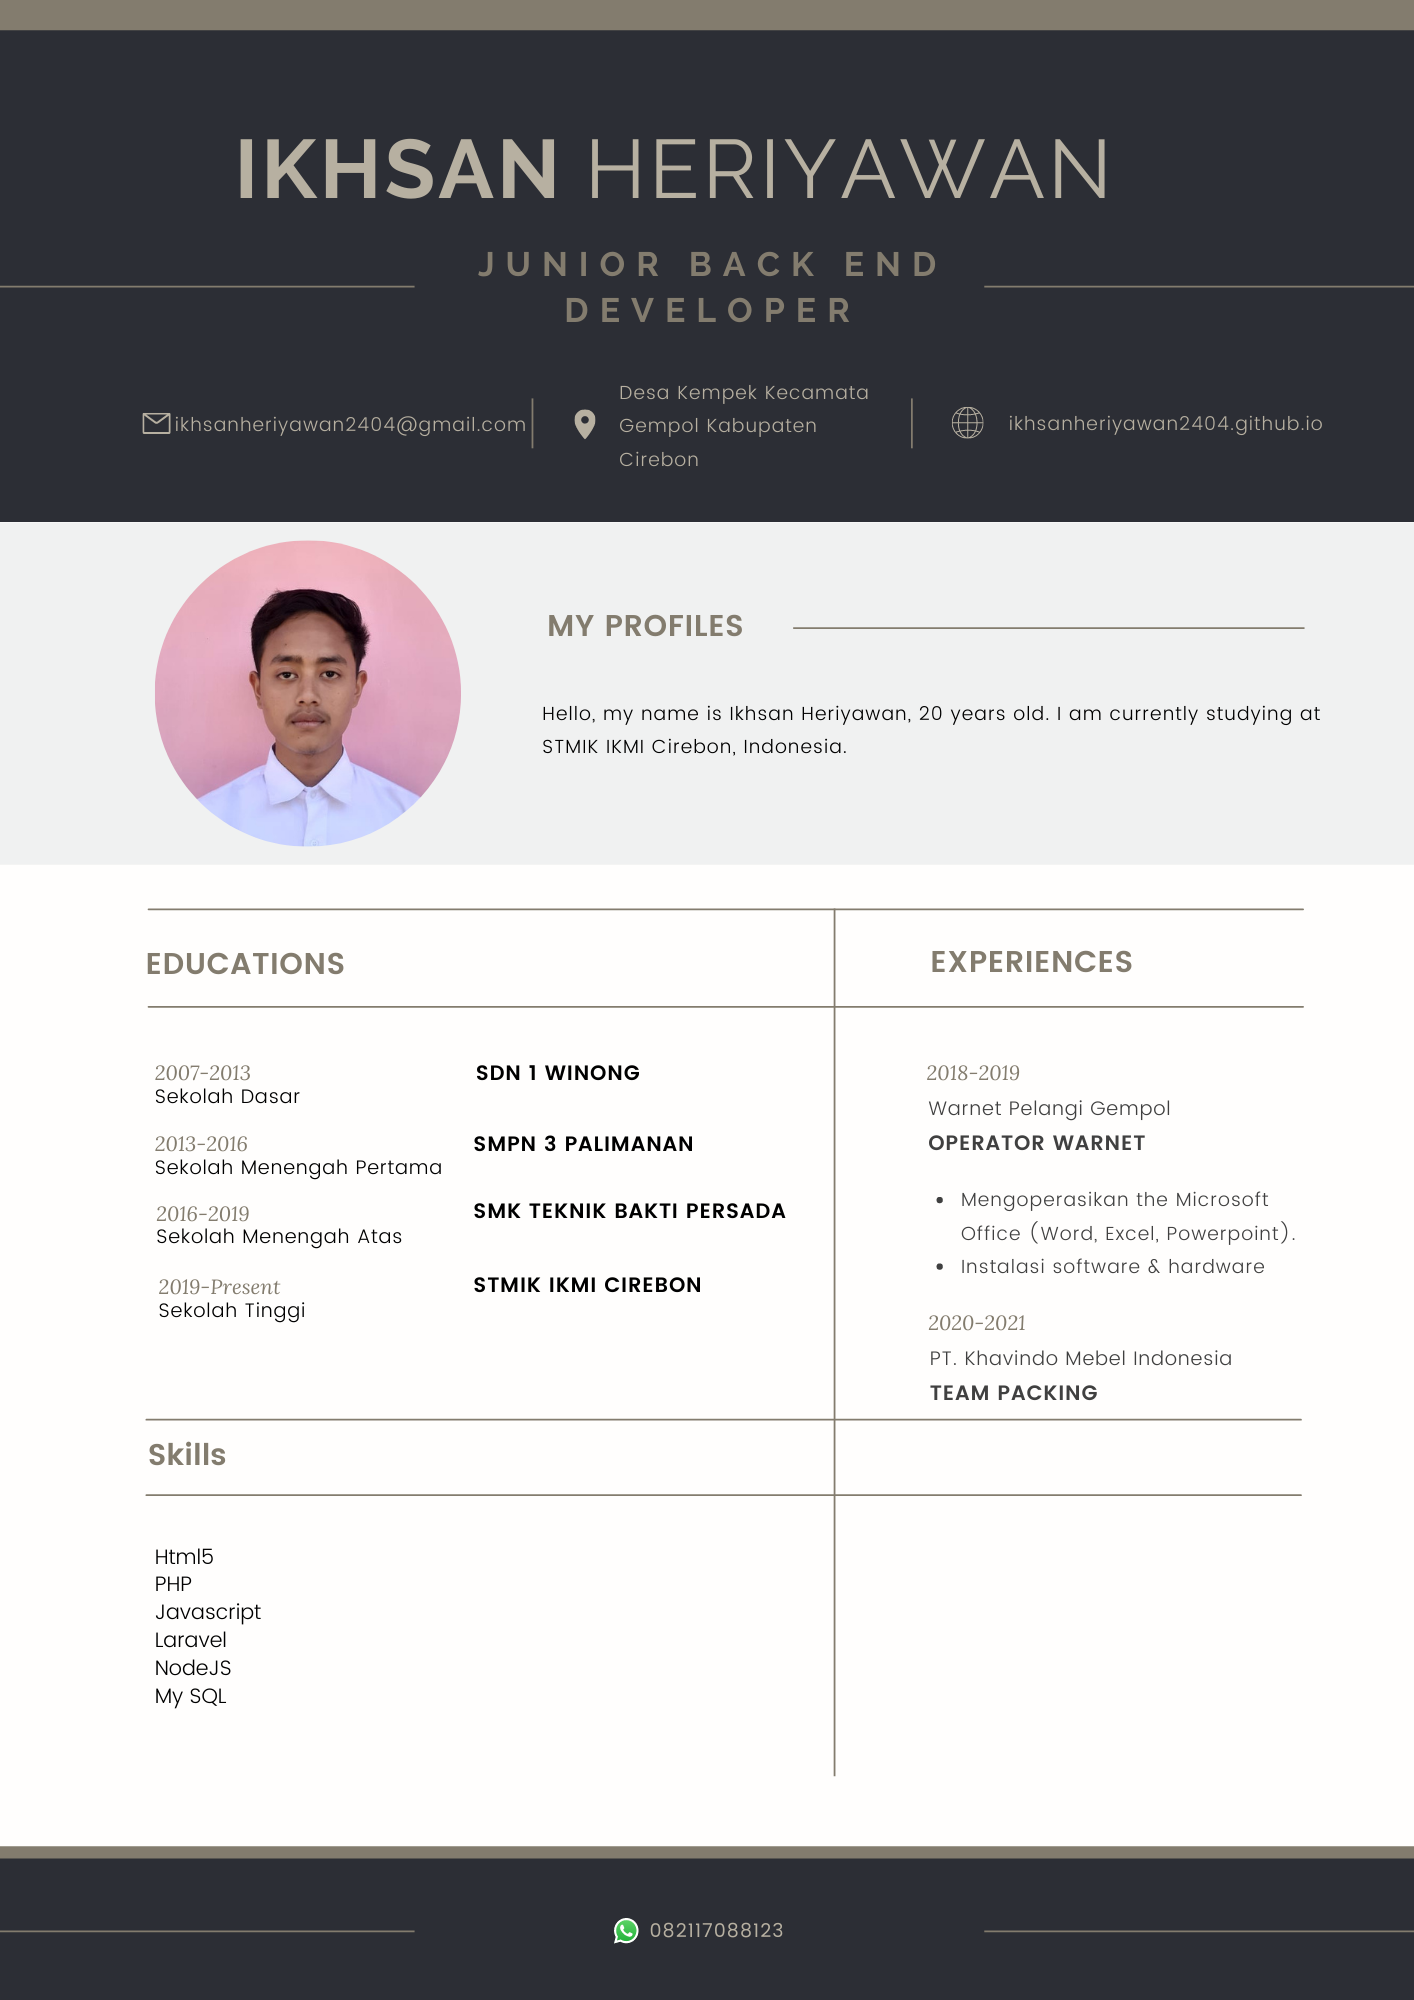 IKHSAN HERIYAWAN
JUNIOR BACK END
DEVELOPER
ikhsanheriyawan2404@gmail.com
Desa Kempek Kecamata
Gempol Kabupaten
Cirebon
ikhsanheriyawan2404.github.io
MY PROFILES
Hello, my name is Ikhsan Heriyawan, 20 years old. I am currently studying at
STMIK IKMI Cirebon, Indonesia.
EDUCATIONS
2007-2013
Sekolah Dasar
SDN 1 WINONG
2013-2016
Sekolah Menengah Pertama
SMPN 3 PALIMANAN
2016-2019
Sekolah Menengah Atas
SMK TEKNIK BAKTI PERSADA
2019-Present
Sekolah Tinggi
STMIK IKMI CIREBON
EXPERIENCES
2018-2019
Warnet Pelangi Gempol
OPERATOR WARNET
• Mengoperasikan the Microsoft
Office (Word, Excel, Powerpoint).
• Instalasi software & hardware
2020-2021
PT. Khavindo Mebel Indonesia
TEAM PACKING
Skills
Html5
PHP
Javascript
Laravel
NodeJS
My SQL
082117088123